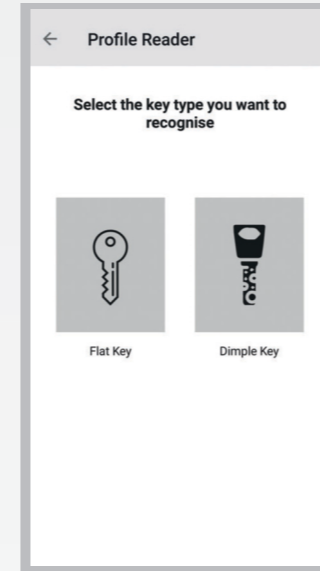 Profile Reader
Select the key type you want to
recognise
Flat Key
Dimple Key